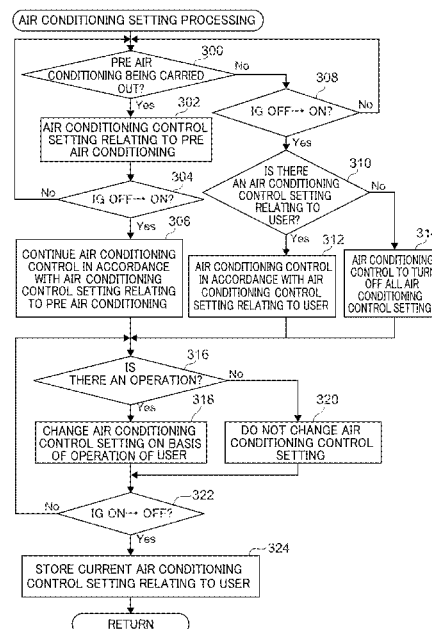 AIR CONDITIONING SETTING PROCESSING
300
PRE AIR
CONDITIONING BEING CARRIED
OUT?
No
Yes
302
AIR CONDITIONING CONTROL
SETTING RELATING TO PRE
AIR CONDITIONING
304
No
IG OFF→ ON?
Yes
306
CONTINUE AIR CONDITIONING
CONTROL IN ACCORDANCE
WITH AIR CONDITIONING
CONTROL SETTING RELATING
TO PRE AIR CONDITIONING
308
IG OFF→ ON?
No
Yes
310
IS THERE
AN AIR CONDITIONING
CONTROL SETTING
RELATING TO
USER?
No
Yes
312
AIR CONDITIONING CONTROL
IN ACCORDANCE WITH AIR
CONDITIONING CONTROL
SETTING RELATING TO USER
AIR CONDITIONING
CONTROL TO TURN
OFF ALL AIR
CONDITIONING
CONTROL SETTING
316
IS
THERE AN OPERATION?
No
Yes
318
CHANGE AIR CONDITIONING
CONTROL SETTING ON BASIS
OF OPERATION OF USER
320
DO NOT CHANGE AIR
CONDITIONING CONTROL
SETTING
322
No
IG ON→ OFF?
Yes
324
STORE CURRENT AIR CONDITIONING
CONTROL SETTING RELATING TO USER
RETURN